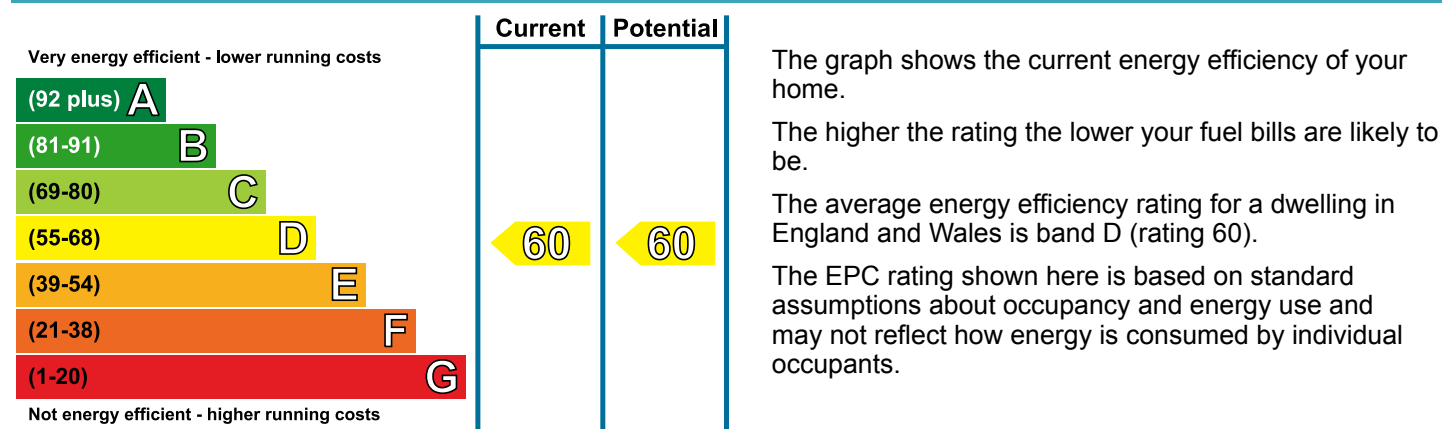 Current Potential
Very energy efficient - lower running costs
(92 plus) A
(81-91) B
(69-80) C
(55-68) D
60 60
(39-54) E
(21-38) F
(1-20) G
Not energy efficient - higher running costs
The graph shows the current energy efficiency of your
home.
The higher the rating the lower your fuel bills are likely to
be.
The average energy efficiency rating for a dwelling in
England and Wales is band D (rating 60).
The EPC rating shown here is based on standard
assumptions about occupancy and energy use and
may not reflect how energy is consumed by individual
occupants.